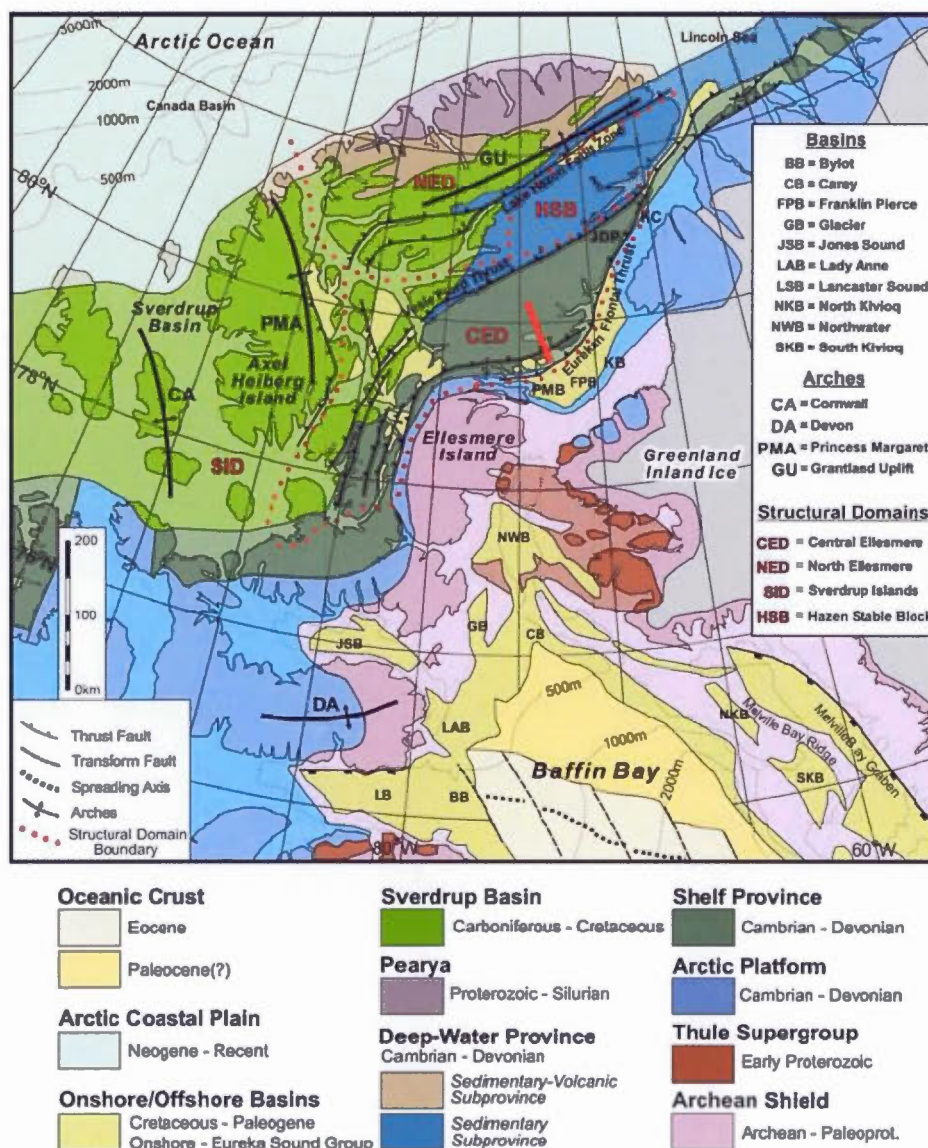 3000m
Arctic Ocean
Lincoln Sea
2000m
Canada Basin
1000m
500m
80°N
GU
NED
Lake Hazen Fault Zone
HSB
KC
Thrust
Sverdrup
Basin
PMA
CED
Eurekan Frontal Thrust
KB
FPB
PMB
78°N
Axel
Heiberg
Island
CA
Ellesmere
Island
Greenland
Inland Ice
SID
NWB
JSB
GB
CB
DA
LAB
500m
1000m
2000m
NKB
Melville Bay Ridge
Melville Bay Graben
SKB
Baffin Bay
LB
BB
80°W
60°W
200
100
0km
Thrust Fault
Transform Fault
Spreading Axis
Arches
Structural Domain
Boundary
Basins
BB = Bylot
CB = Carey
FPB = Franklin Pierce
GB = Glacier
JSB = Jones Sound
LAB = Lady Anne
LSB = Lancaster Sound
NKB = North Kivioq
NWB = Northwater
SKB = South Kivioq
Arches
CA = Cornwall
DA = Devon
PMA = Princess Margaret
GU = Grantland Uplift
Structural Domains
CED = Central Ellesmere
NED = North Ellesmere
SID = Sverdrup Islands
HSB = Hazen Stable Block
Oceanic Crust
Eocene
Paleocene(?)
Arctic Coastal Plain
Neogene - Recent
Onshore/Offshore Basins
Cretaceous - Paleogene
Onshore - Eureka Sound Group
Sverdrup Basin
Carboniferous - Cretaceous
Pearya
Proterozoic - Silurian
Deep-Water Province
Cambrian - Devonian
Sedimentary-Volcanic
Subprovince
Sedimentary
Subprovince
Shelf Province
Cambrian - Devonian
Arctic Platform
Cambrian - Devonian
Thule Supergroup
Early Proterozoic
Archean Shield
Archean - Paleoprot.